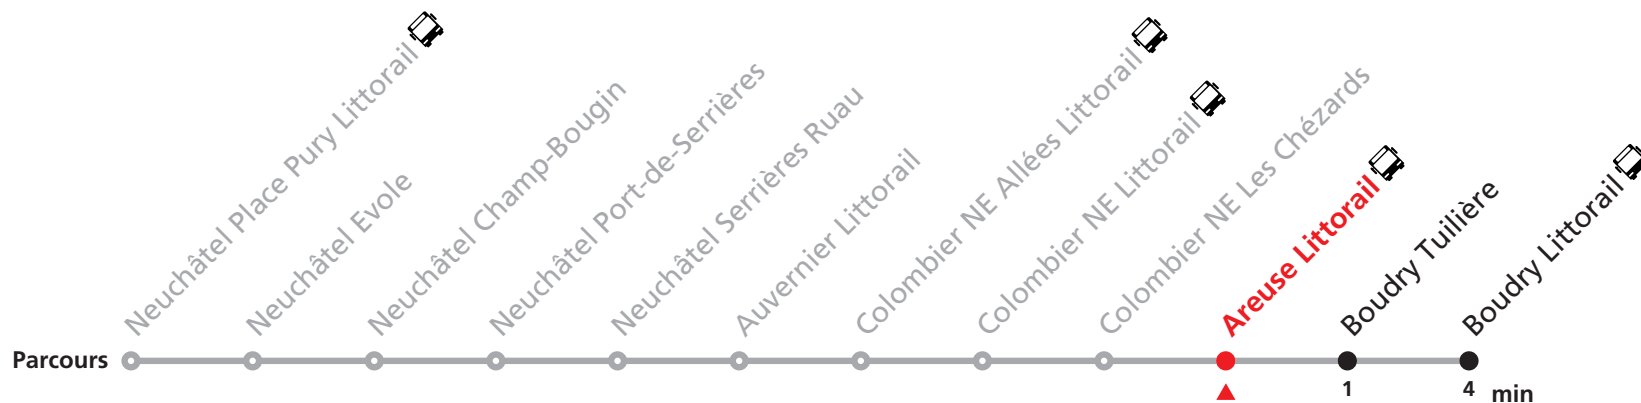 Neuchâtel Place Pury Littorail
Neuchâtel Evole
Neuchâtel Champ-Bougin
Neuchâtel Port-de-Serrières
Neuchâtel Serrières Ruau
Auvernier Littorail
Colombier NE Allées Littorail
Colombier NE Littorail
Colombier NE Les Chézards
Areuse Littorail
Boudry Tuilière
Boudry Littorail
Parcours
1 4 min